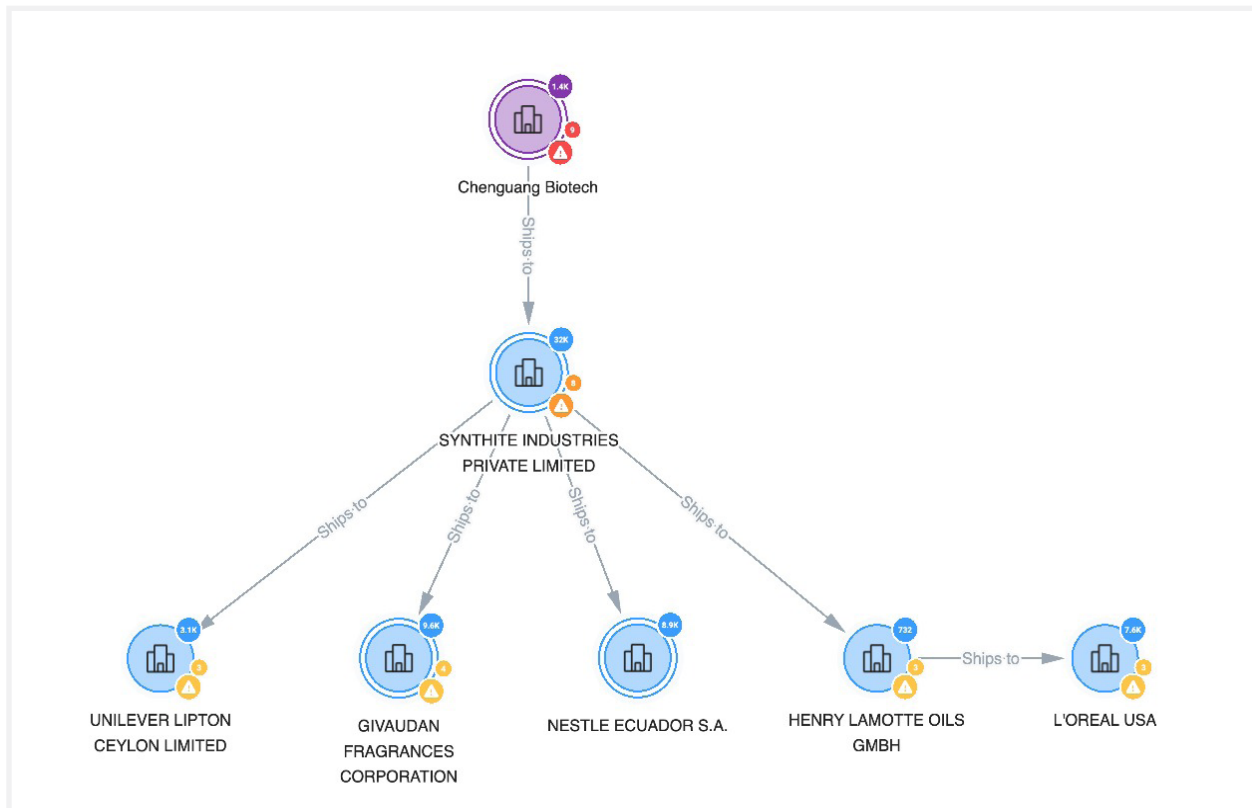 1.4K
9
Chenguang Biotech
Ships to
32K
8
SYNTHITE INDUSTRIES
PRIVATE LIMITED
Ships to
Ships to
Ships to
Ships to
3.1K
3
UNILEVER LIPTON
CEYLON LIMITED
9.6K
4
GIVAUDAN
FRAGRANCES
CORPORATION
8.9K
NESTLE ECUADOR S.A.
732
3
HENRY LAMOTTE OILS
GMBH
Ships to
7.6K
3
L'OREAL USA